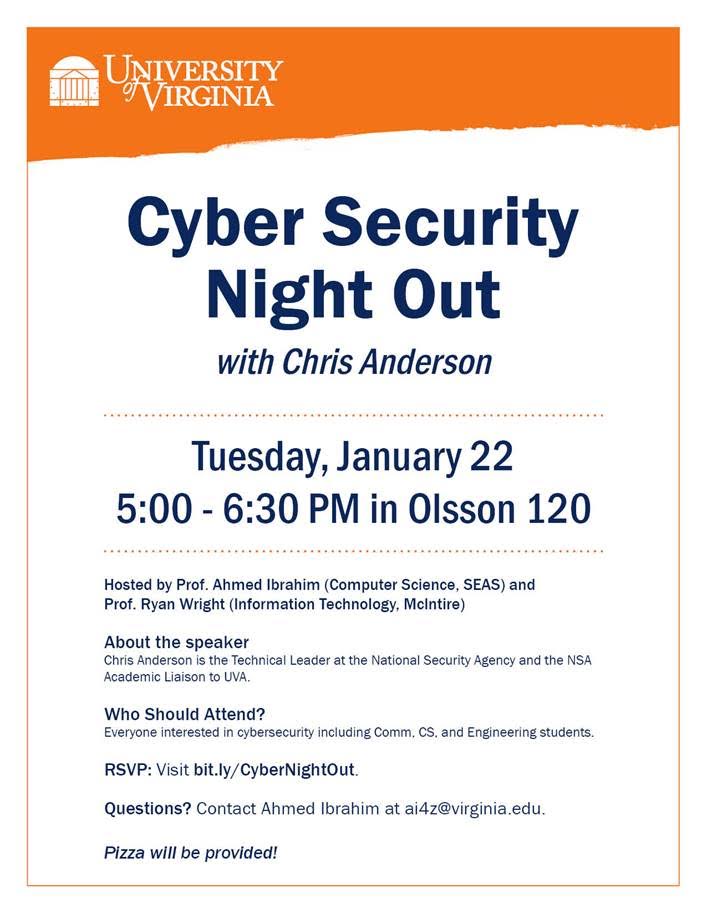 UNIVERSITY
of VIRGINIA
Cyber Security
Night Out
with Chris Anderson
Tuesday, January 22
5:00 - 6:30 PM in Olsson 120
Hosted by Prof. Ahmed Ibrahim (Computer Science, SEAS) and
Prof. Ryan Wright (Information Technology, McIntire)
About the speaker
Chris Anderson is the Technical Leader at the National Security Agency and the NSA
Academic Liaison to UVA.
Who Should Attend?
Everyone interested in cybersecurity including Comm, CS, and Engineering students.
RSVP: Visit bit.ly/CyberNightOut.
Questions? Contact Ahmed Ibrahim at ai4z@virginia.edu.
Pizza will be provided!